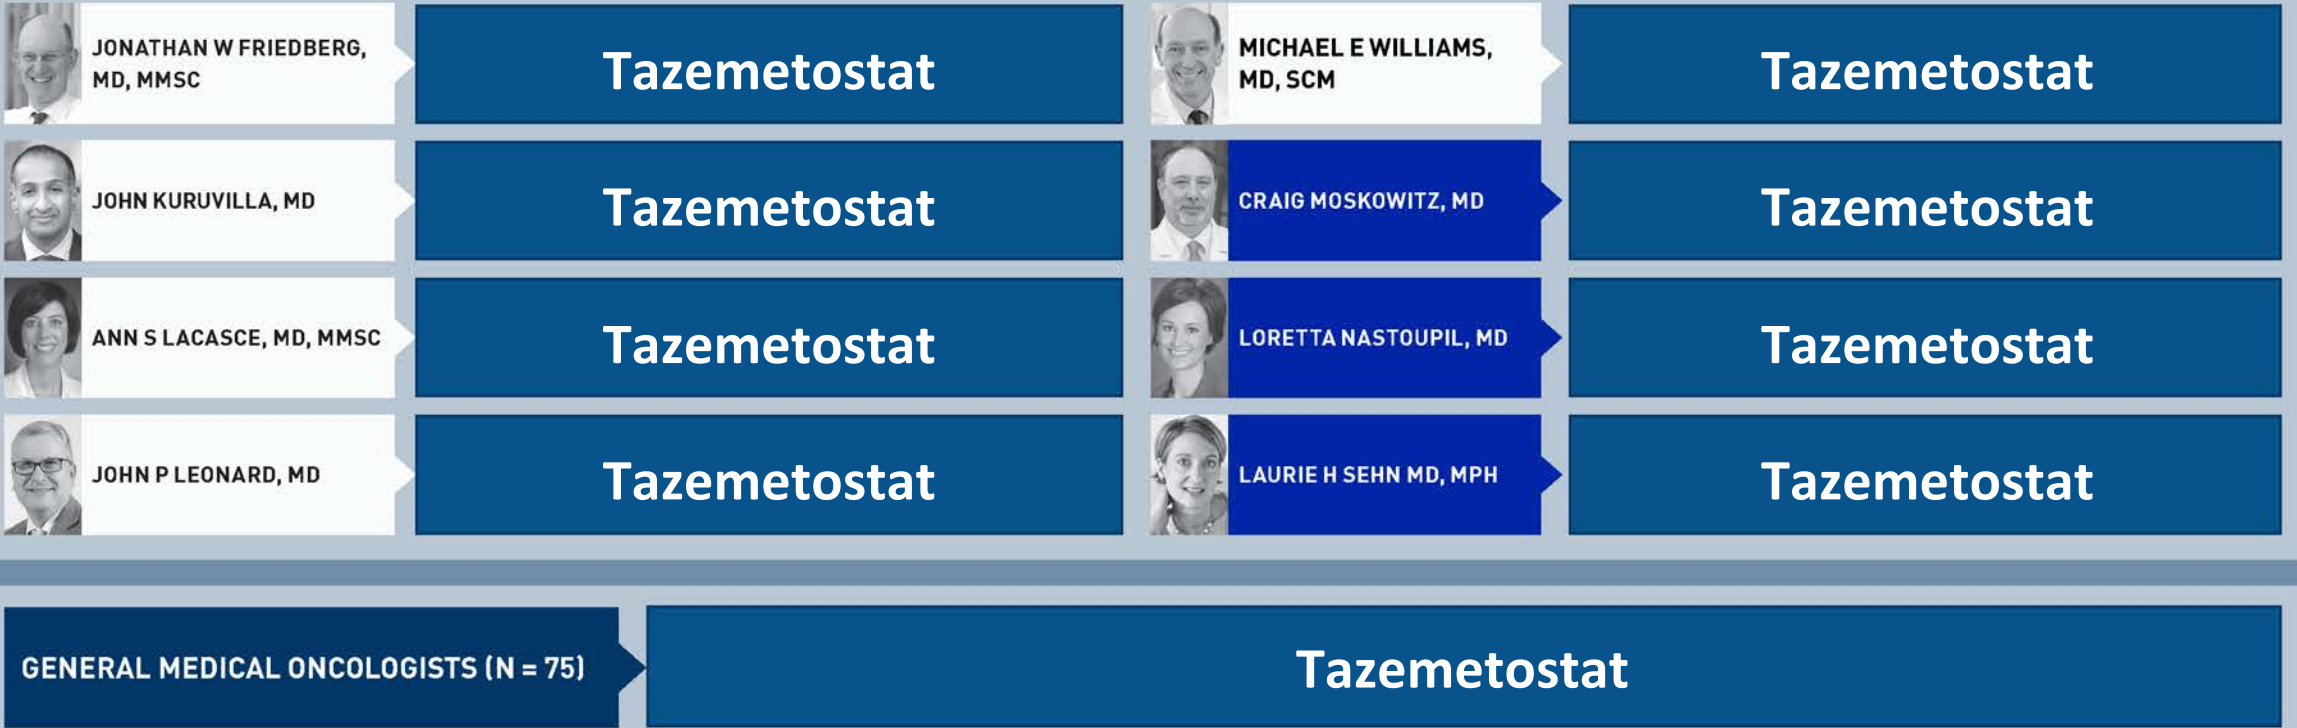 JONATHAN W FRIEDBERG,
MD, MMSC
Tazemetostat
MICHAEL E WILLIAMS,
MD, SCM
Tazemetostat
JOHN KURUVILLA, MD
Tazemetostat
CRAIG MOSKOWITZ, MD
Tazemetostat
ANN S LACASCE, MD, MMSC
Tazemetostat
LORETTA NASTOUPIL, MD
Tazemetostat
JOHN P LEONARD, MD
Tazemetostat
LAURIE H SEHN MD, MPH
Tazemetostat
GENERAL MEDICAL ONCOLOGISTS (N = 75)
Tazemetostat